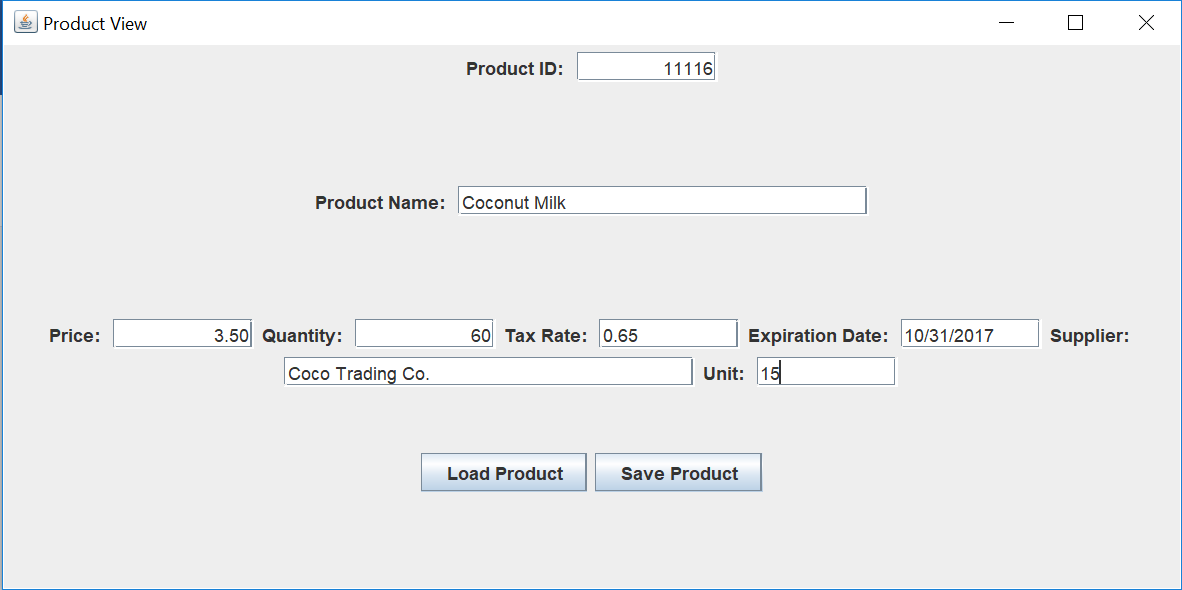 Product View
Product ID: 11116
Product Name: Coconut Milk
Price: 3.50 Quantity: 60 Tax Rate: 0.65 Expiration Date: 10/31/2017 Supplier:
Coco Trading Co. Unit: 15
Load Product Save Product